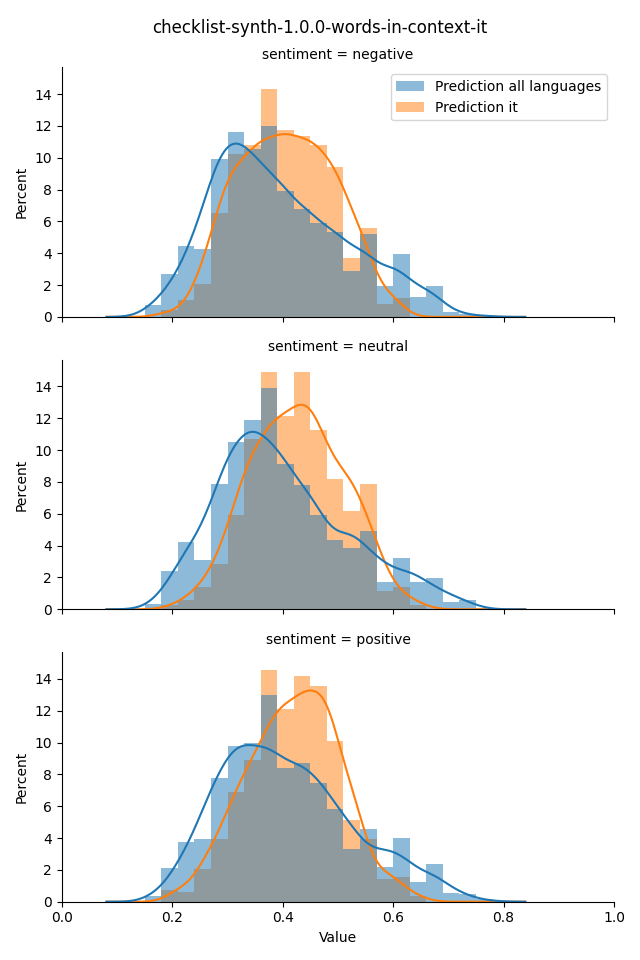 checklist-synth-1.0.0-words-in-context-it
sentiment = negative
Prediction all languages
Prediction it
14
12
10
8
6
4
2
0
Percent
sentiment = neutral
14
12
10
8
6
4
2
0
Percent
sentiment = positive
14
12
10
8
6
4
2
0
Percent
0.0 0.2 0.4 0.6 0.8 1.0
Value